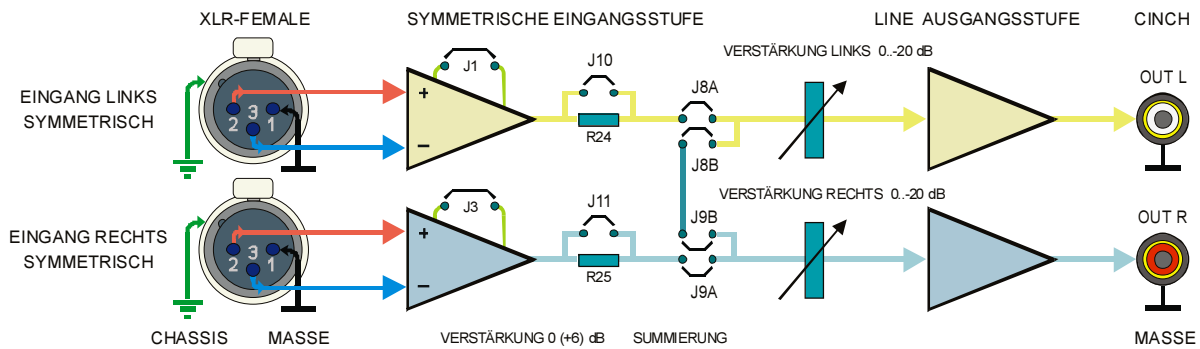 XLR-FEMALE
SYMMETRISCHE EINGANGSSTUFE
LINE AUSGANGSSTUFE
CINCH
VERSTÄRKUNG LINKS 0..-20 dB
J1
J10
J8A
OUT L
EINGANG LINKS
SYMMETRISCH
+
3
2 1
−
R24
J8B
VERSTÄRKUNG RECHTS 0..-20 dB
J3
J11
J9B
OUT R
EINGANG RECHTS
SYMMETRISCH
+
3
2 1
−
R25
J9A
CHASSIS
MASSE
VERSTÄRKUNG 0 (+6) dB
SUMMIERUNG
MASSE